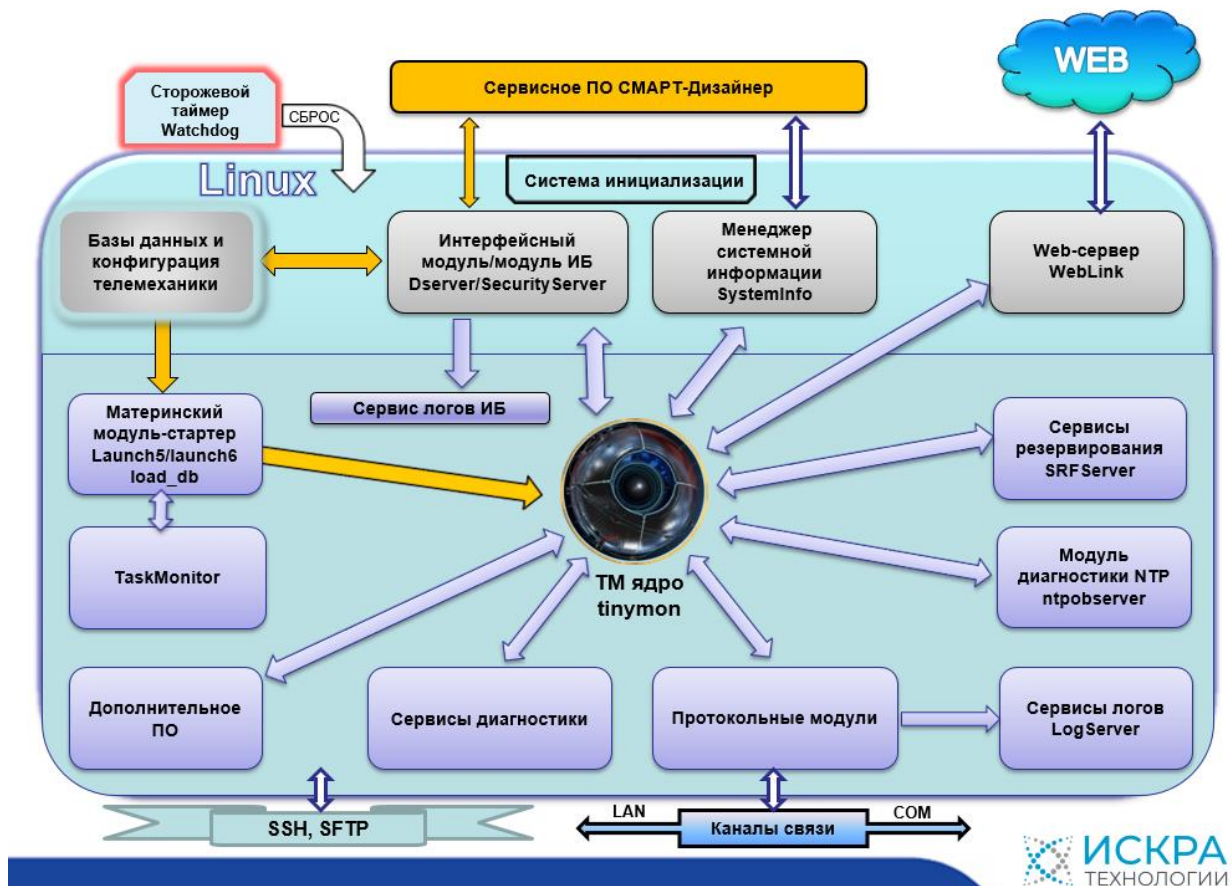 Сторожевой
таймер
Watchdog
СБРОС
Сервисное ПО СМАРТ-Дизайнер
WEB
Linux
Система инициализации
Базы данных и
конфигурация
телемеханики
Интерфейсный
модуль/модуль ИБ
Dserver/SecurityServer
Менеджер
системной
информации
SystemInfo
Web-сервер
WebLink
Сервис логов ИБ
Материнский
модуль-стартер
Launch5/launch6
load_db
Сервисы
резервирования
SRFServer
TaskMonitor
ТМ ядро
tinymon
Модуль
диагностики NTP
ntpobserver
Дополнительное
ПО
Сервисы диагностики
Протокольные модули
Сервисы логов
LogServer
SSH, SFTP
LAN
Каналы связи
COM
ИСКРА
ТЕХНОЛОГИИ